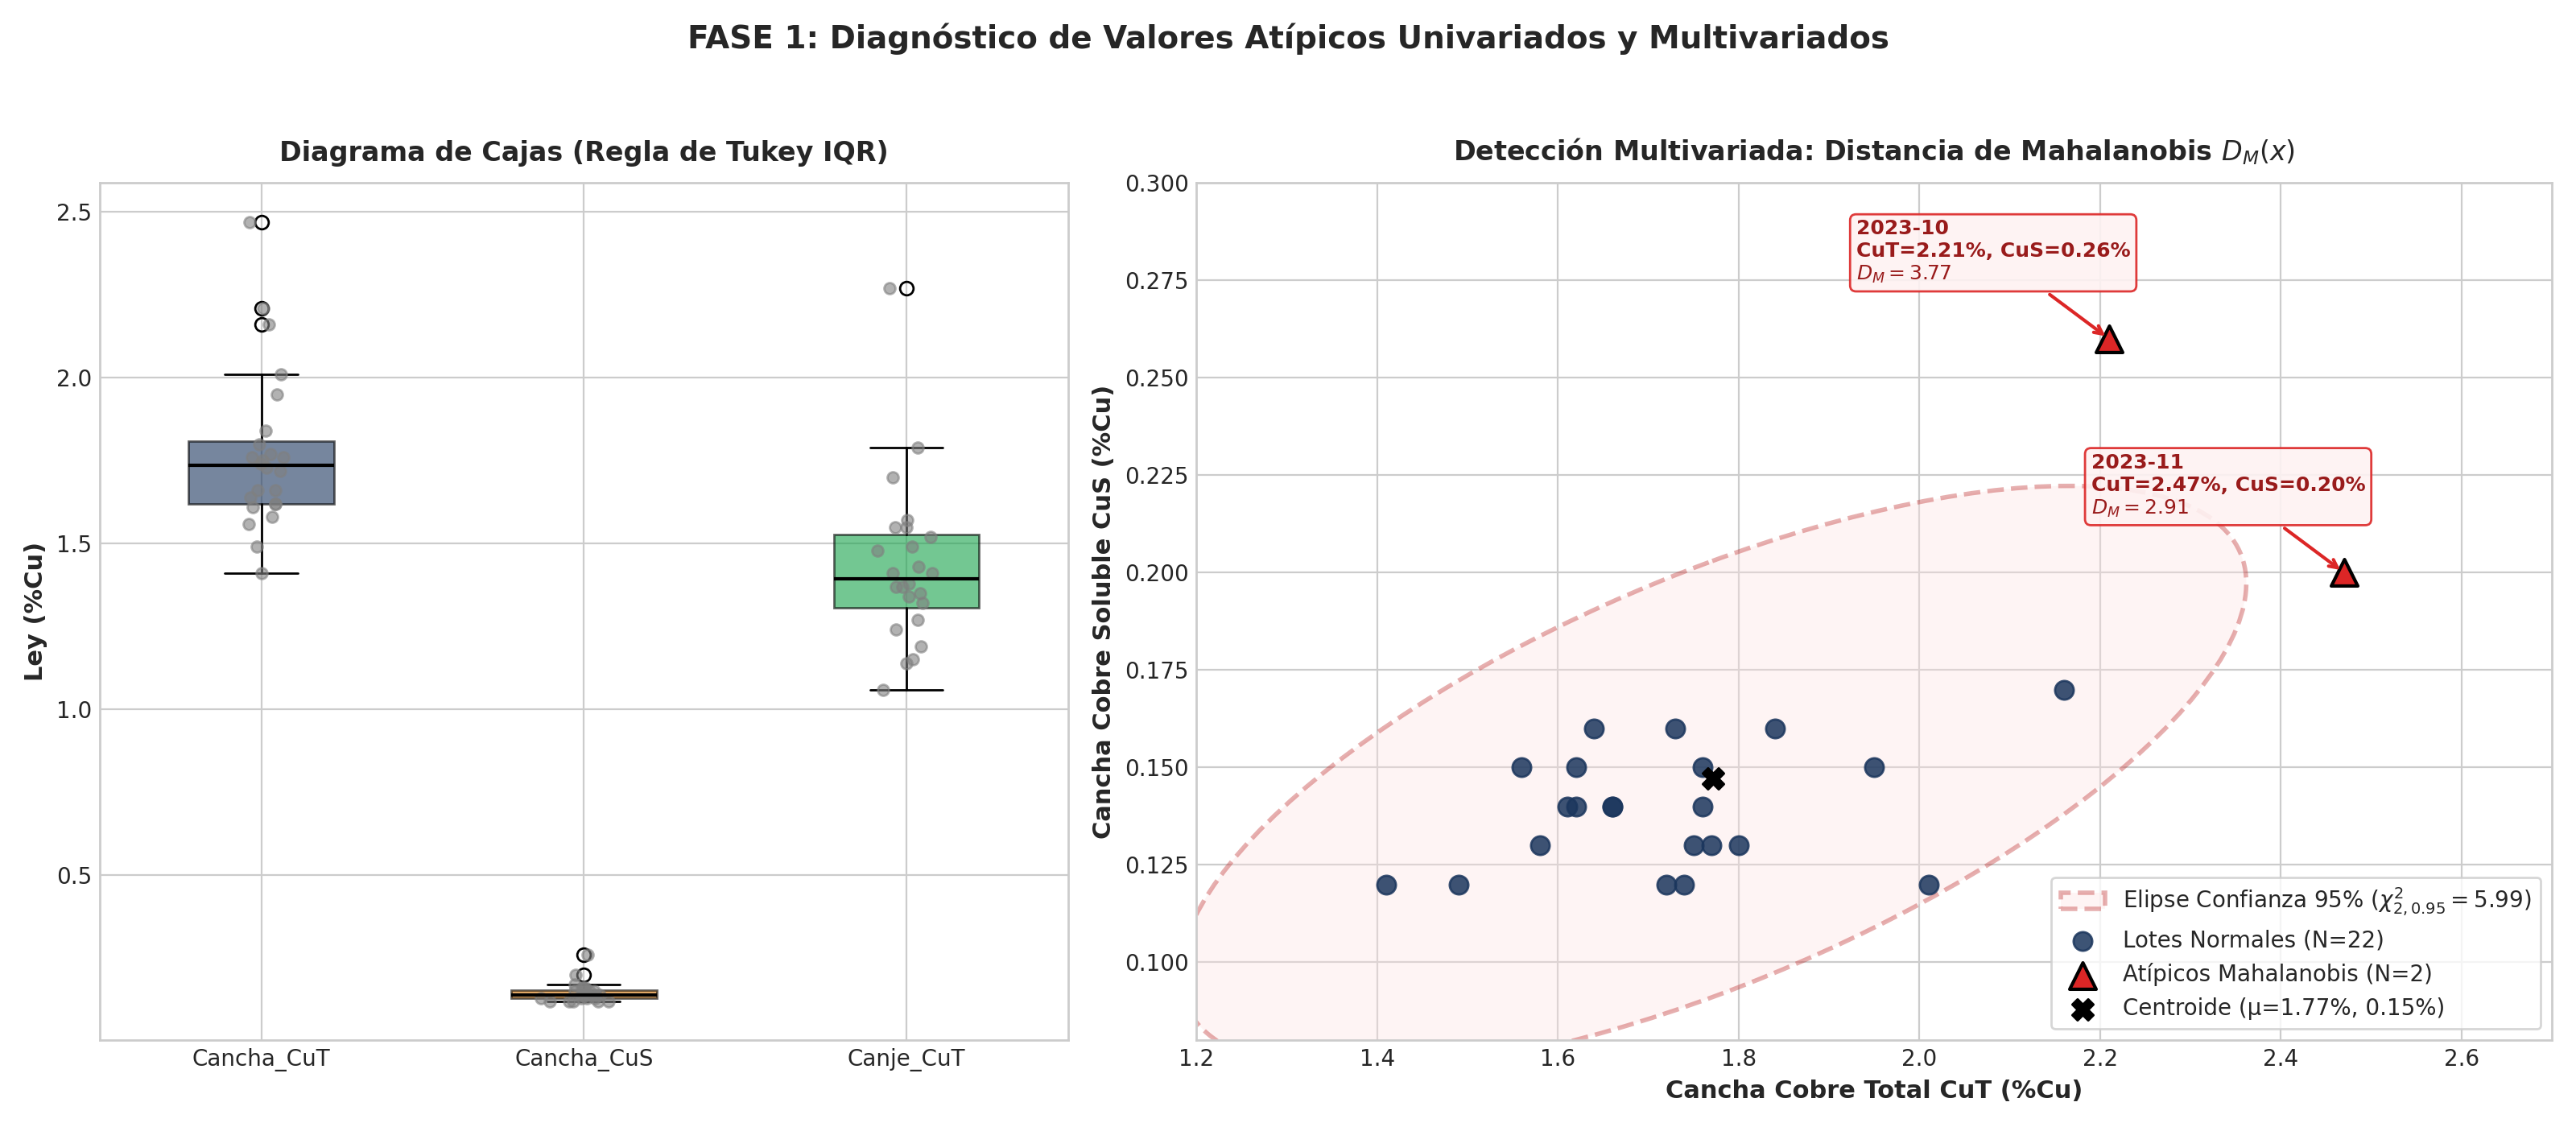 FASE 1: Diagnóstico de Valores Atípicos Univariados y Multivariados
Diagrama de Cajas (Regla de Tukey IQR)
Ley (%Cu)
2.5
2.0
1.5
1.0
0.5
Cancha_CuT
Cancha_CuS
Canje_CuT
Detección Multivariada: Distancia de Mahalanobis $D_M(x)$
Cancha Cobre Soluble CuS (%Cu)
0.300
0.275
0.250
0.225
0.200
0.175
0.150
0.125
0.100
2023-10
CuT=2.21%, CuS=0.26%
$D_M = 3.77$
2023-11
CuT=2.47%, CuS=0.20%
$D_M = 2.91$
Elipse Confianza 95% ($\chi^2_{2,0.95} = 5.99$)
Lotes Normales (N=22)
Atípicos Mahalanobis (N=2)
Centroide (μ=1.77%, 0.15%)
1.2
1.4
1.6
1.8
2.0
2.2
2.4
2.6
Cancha Cobre Total CuT (%Cu)